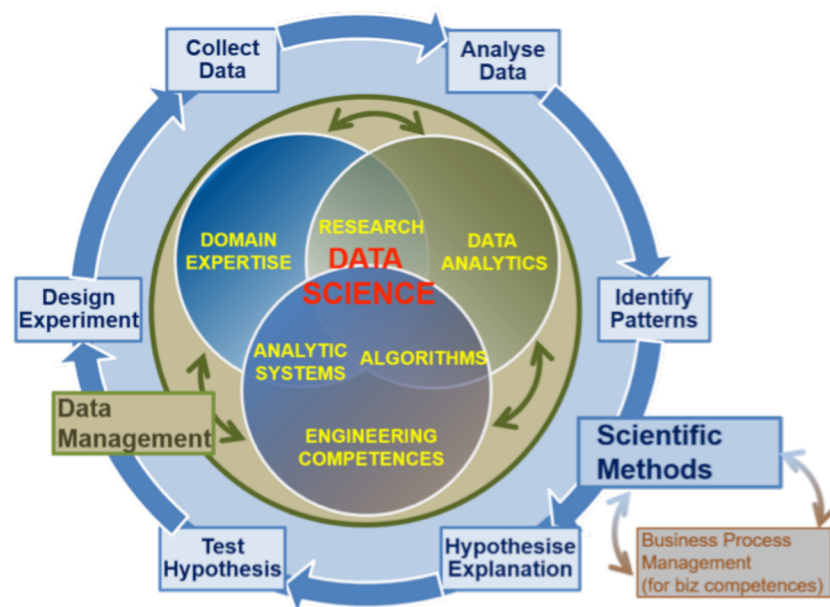 Collect
Data
Analyse
Data
RESEARCH
DOMAIN
EXPERTISE
DATA
SCIENCE
DATA
ANALYTICS
Design
Experiment
Identify
Patterns
ANALYTIC
SYSTEMS
ALGORITHMS
Data
Management
ENGINEERING
COMPETENCES
Scientific
Methods
Test
Hypothesis
Hypothesise
Explanation
Business Process
Management
(for biz competences)